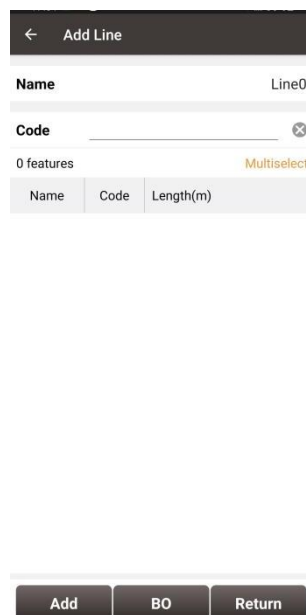 Add Line
Name Line0
Code
0 features Multiselect
Name Code Length(m)
Add BO Return